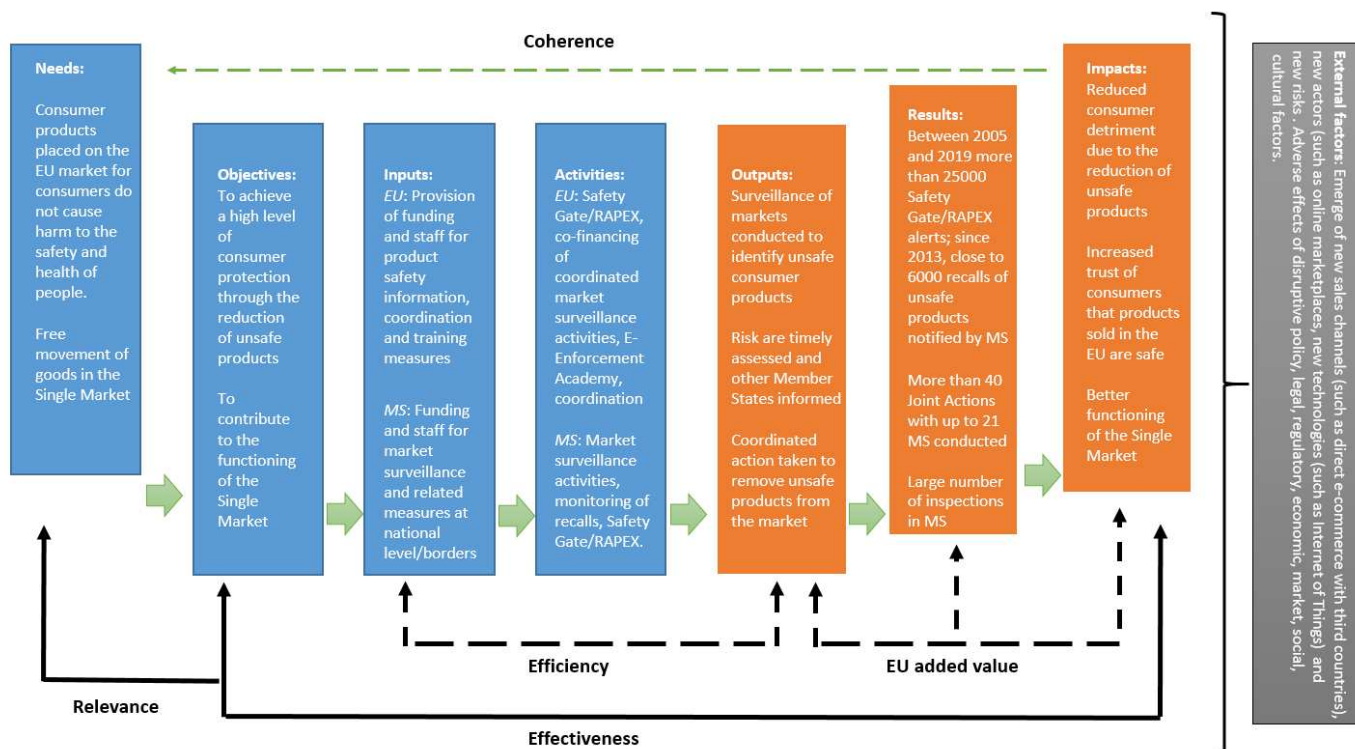 Coherence
Needs:
Consumer
products
placed on the
EU market for
consumers do
not cause
harm to the
safety and
health of
people.
Free
movement of
goods in the
Single Market
Objectives:
To achieve
a high level
of
consumer
protection
through the
reduction
of unsafe
products
To
contribute
to the
functioning
of the
Single
Market
Inputs:
EU: Provision
of funding
and staff for
product
safety
information,
coordination
and training
measures
MS: Funding
and staff for
market
surveillance
and related
measures at
national
level/borders
Activities:
EU: Safety
Gate/RAPEX,
co-financing
of
coordinated
market
surveillance
activities, E-
Enforcement
Academy,
coordination
MS: Market
surveillance
activities,
monitoring of
recalls, Safety
Gate/RAPEX.
Outputs:
Surveillance of
markets
conducted to
identify unsafe
consumer
products
Risk are timely
assessed and
other Member
States informed
Coordinated
action taken to
remove unsafe
products from
the market
Results:
Between 2005
and 2019 more
than 25000
Safety
Gate/RAPEX
alerts; since
2013, close to
6000 recalls of
unsafe
products
notified by MS
More than 40
Joint Actions
with up to 21
MS conducted
Large number
of inspections
in MS
Impacts:
Reduced
consumer
detriment
due to the
reduction of
unsafe
products
Increased
trust of
consumers
that products
sold in the
EU are safe
Better
functioning
of the Single
Market
External factors: Emerge of new sales channels (such as direct e-commerce with third countries),
new actors (such as online marketplaces, new technologies (such as Internet of Things) and
new risks . Adverse effects of disruptive policy, legal, regulatory, economic, market, social,
cultural factors.
Efficiency
EU added value
Relevance
Effectiveness